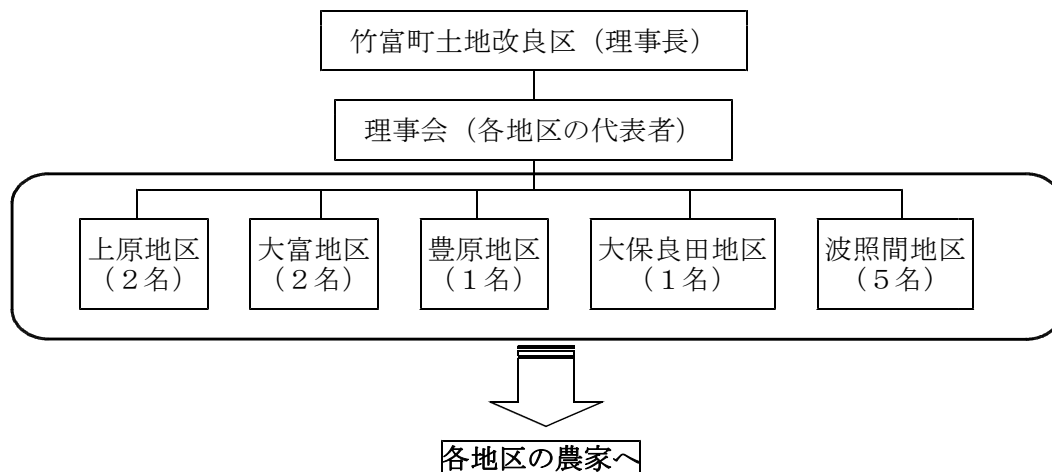 竹富町土地改良区（理事長）
理事会（各地区の代表者）
上原地区
（２名）
大富地区
（２名）
豊原地区
（１名）
大保良田地区
（１名）
波照間地区
（５名）
各地区の農家へ